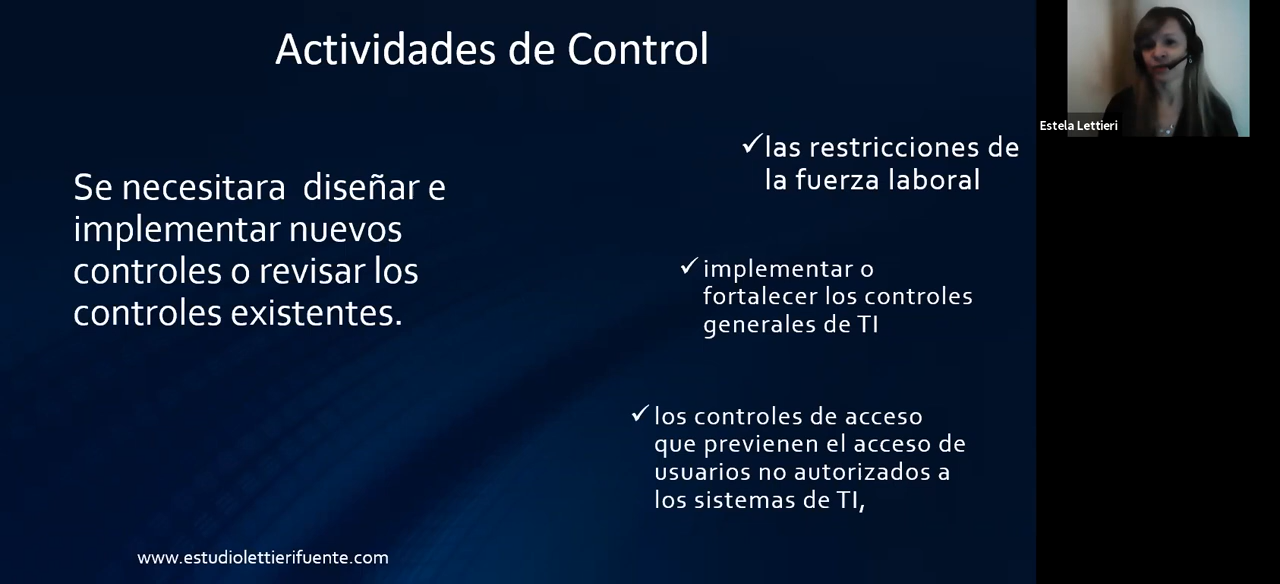 Actividades de Control
Estela Lettieri
Se necesitara  diseñar e
implementar nuevos
controles o revisar los
controles existentes.
✓las restricciones de
la fuerza laboral
✓implementar o
fortalecer los controles
generales de TI
✓los controles de acceso
que previenen el acceso de
usuarios no autorizados a
los sistemas de TI,
www.estudiolettierifuente.com